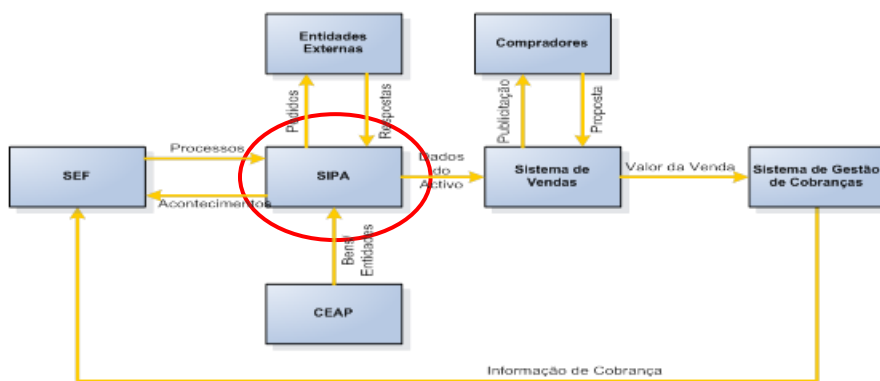 Entidades
Externas
Compradores
Pedidos
Respostas
Publicitação
Proposta
Processos
SEF
SIPA
Dados
do
Activo
Sistema de
Vendas
Valor da Venda
Sistema de Gestão
de Cobranças
Acontecimentos
Bens/
Entidades
CEAP
Informação de Cobrança